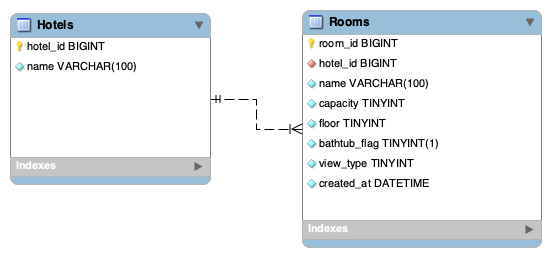 Hotels
hotel_id BIGINT
name VARCHAR(100)
Indexes
Rooms
room_id BIGINT
hotel_id BIGINT
name VARCHAR(100)
capacity TINYINT
floor TINYINT
bathtub_flag TINYINT(1)
view_type TINYINT
created_at DATETIME
Indexes